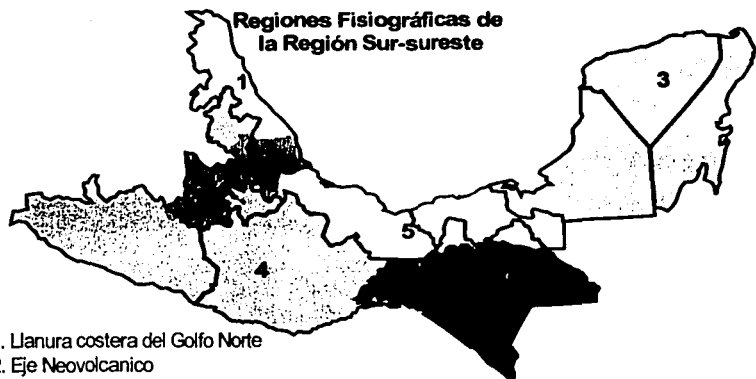 Regiones Fisiográficas de
la Región Sur-sureste
1
3
5
4
. Llanura costera del Golfo Norte
. Eje Neovolcanico